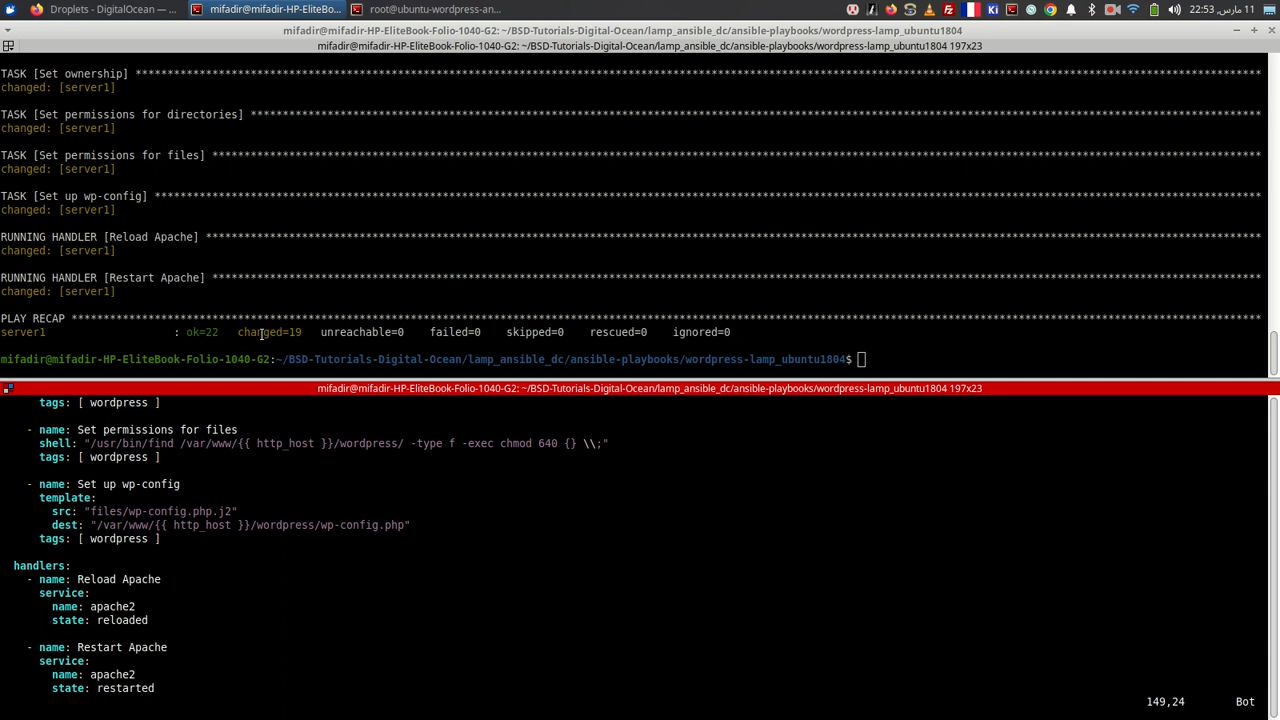 Droplets - DigitalOcean — ...
mifadir@mifadir-HP-EliteBo...
root@ubuntu-wordpress-an...
22:53 ,11 مارس
mifadir@mifadir-HP-EliteBook-Folio-1040-G2: ~/BSD-Tutorials-Digital-Ocean/lamp_ansible_dc/ansible-playbooks/wordpress-lamp_ubuntu1804
mifadir@mifadir-HP-EliteBook-Folio-1040-G2: ~/BSD-Tutorials-Digital-Ocean/lamp_ansible_dc/ansible-playbooks/wordpress-lamp_ubuntu1804 197x23
TASK [Set ownership] ****************************************************************************************************************************************************************************
changed: [server1]
TASK [Set permissions for directories] **********************************************************************************************************************************************************
changed: [server1]
TASK [Set permissions for files] ****************************************************************************************************************************************************************
changed: [server1]
TASK [Set up wp-config] *************************************************************************************************************************************************************************
changed: [server1]
RUNNING HANDLER [Reload Apache] *****************************************************************************************************************************************************************
changed: [server1]
RUNNING HANDLER [Restart Apache] ****************************************************************************************************************************************************************
changed: [server1]
PLAY RECAP **************************************************************************************************************************************************************************************
server1 : ok=22 changed=19 unreachable=0 failed=0 skipped=0 rescued=0 ignored=0
mifadir@mifadir-HP-EliteBook-Folio-1040-G2:~/BSD-Tutorials-Digital-Ocean/lamp_ansible_dc/ansible-playbooks/wordpress-lamp_ubuntu1804$
mifadir@mifadir-HP-EliteBook-Folio-1040-G2: ~/BSD-Tutorials-Digital-Ocean/lamp_ansible_dc/ansible-playbooks/wordpress-lamp_ubuntu1804 197x23
tags: [ wordpress ]
- name: Set permissions for files
shell: "/usr/bin/find /var/www/{{ http_host }}/wordpress/ -type f -exec chmod 640 {} \\;"
tags: [ wordpress ]
- name: Set up wp-config
template:
src: "files/wp-config.php.j2"
dest: "/var/www/{{ http_host }}/wordpress/wp-config.php"
tags: [ wordpress ]
handlers:
- name: Reload Apache
service:
name: apache2
state: reloaded
- name: Restart Apache
service:
name: apache2
state: restarted
149,24 Bot